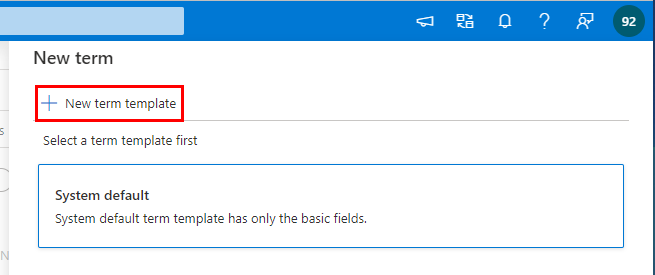 92
New term
New term template
s
Select a term template first
System default
System default term template has only the basic fields.
N